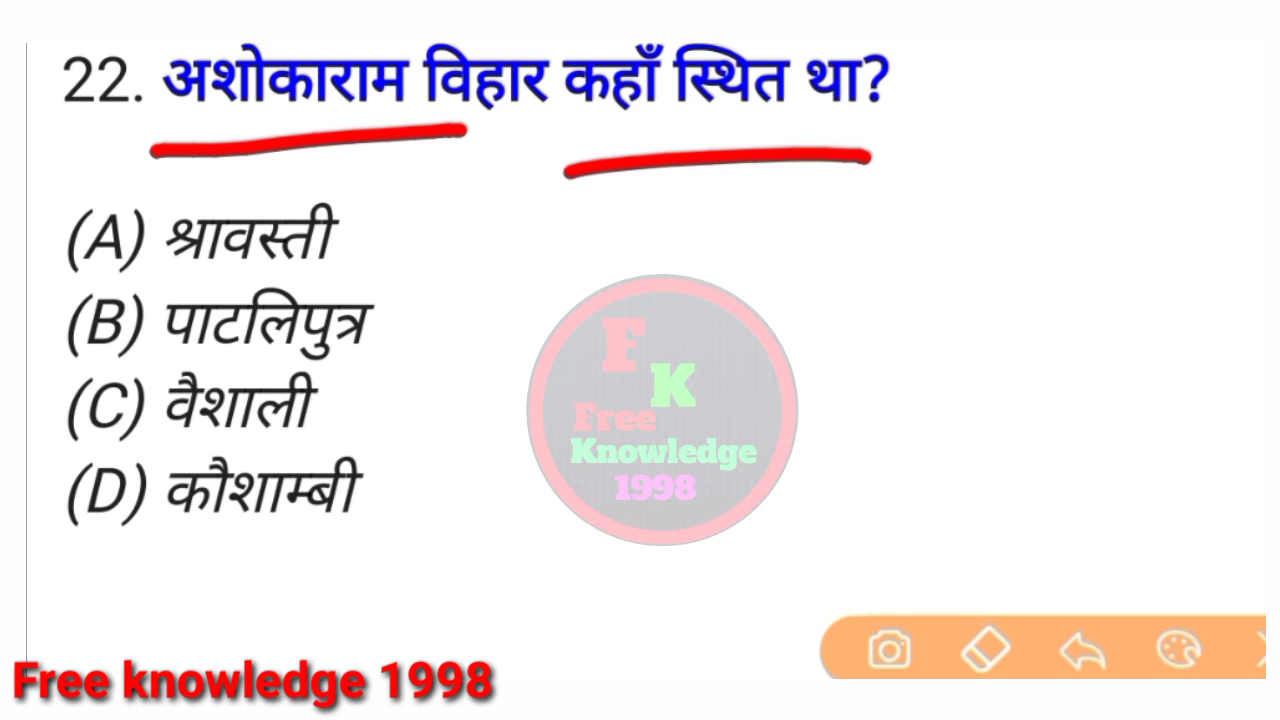 22. अशोकाराम विहार कहाँ स्थित था?
(A) श्रावस्ती
(B) पाटलिपुत्र
(C) वैशाली
(D) कौशाम्बी
F
K
Free
Knowledge
1998
Free knowledge 1998